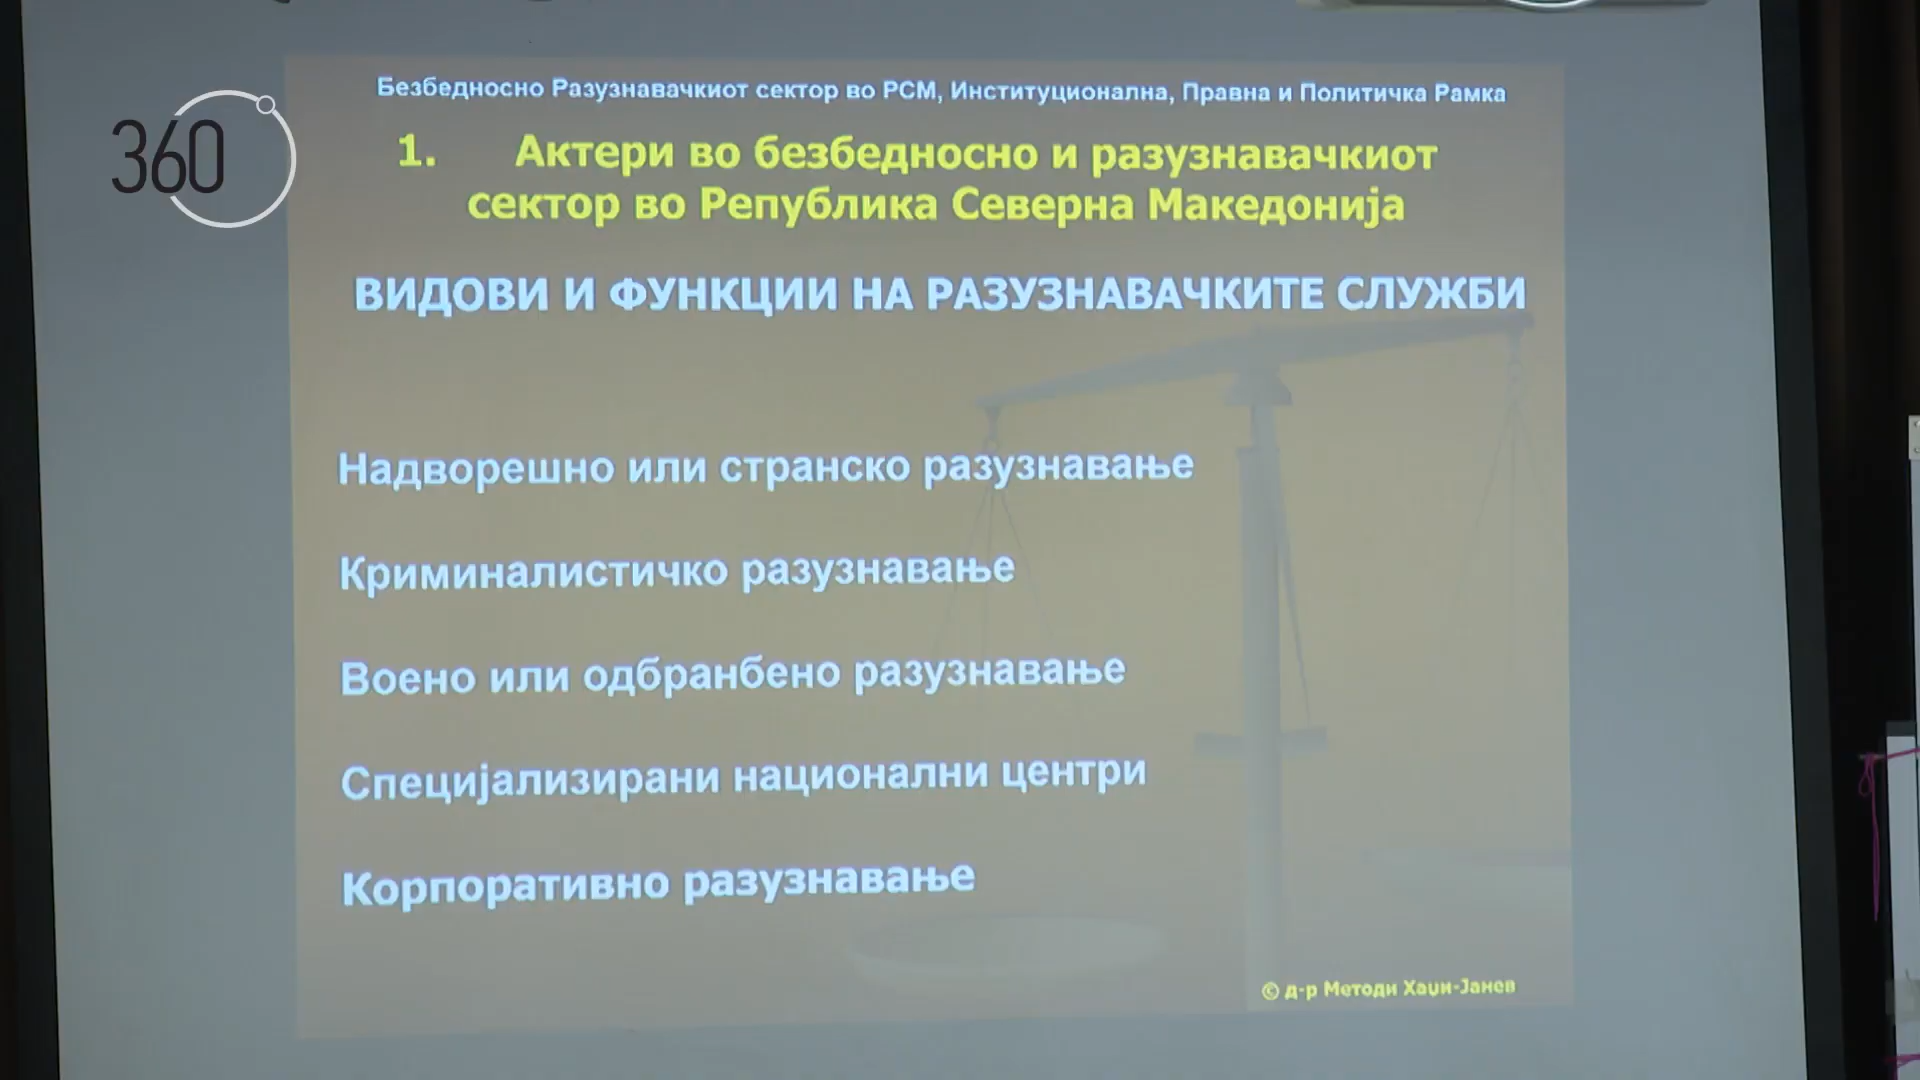 Безбедносно Разузнавачкиот сектор во РСМ, Институционална, Правна и Политичка Рамка
360
1. Актери во безбедносно и разузнавачкиот
сектор во Република Северна Македонија
ВИДОВИ И ФУНКЦИИ НА РАЗУЗНАВАЧКИТЕ СЛУЖБИ
Надворешно или странско разузнавање
Криминалистичко разузнавање
Воено или одбранбено разузнавање
Специјализирани национални центри
Корпоративно разузнавање
© д-р Методи Хаџи-Јанев